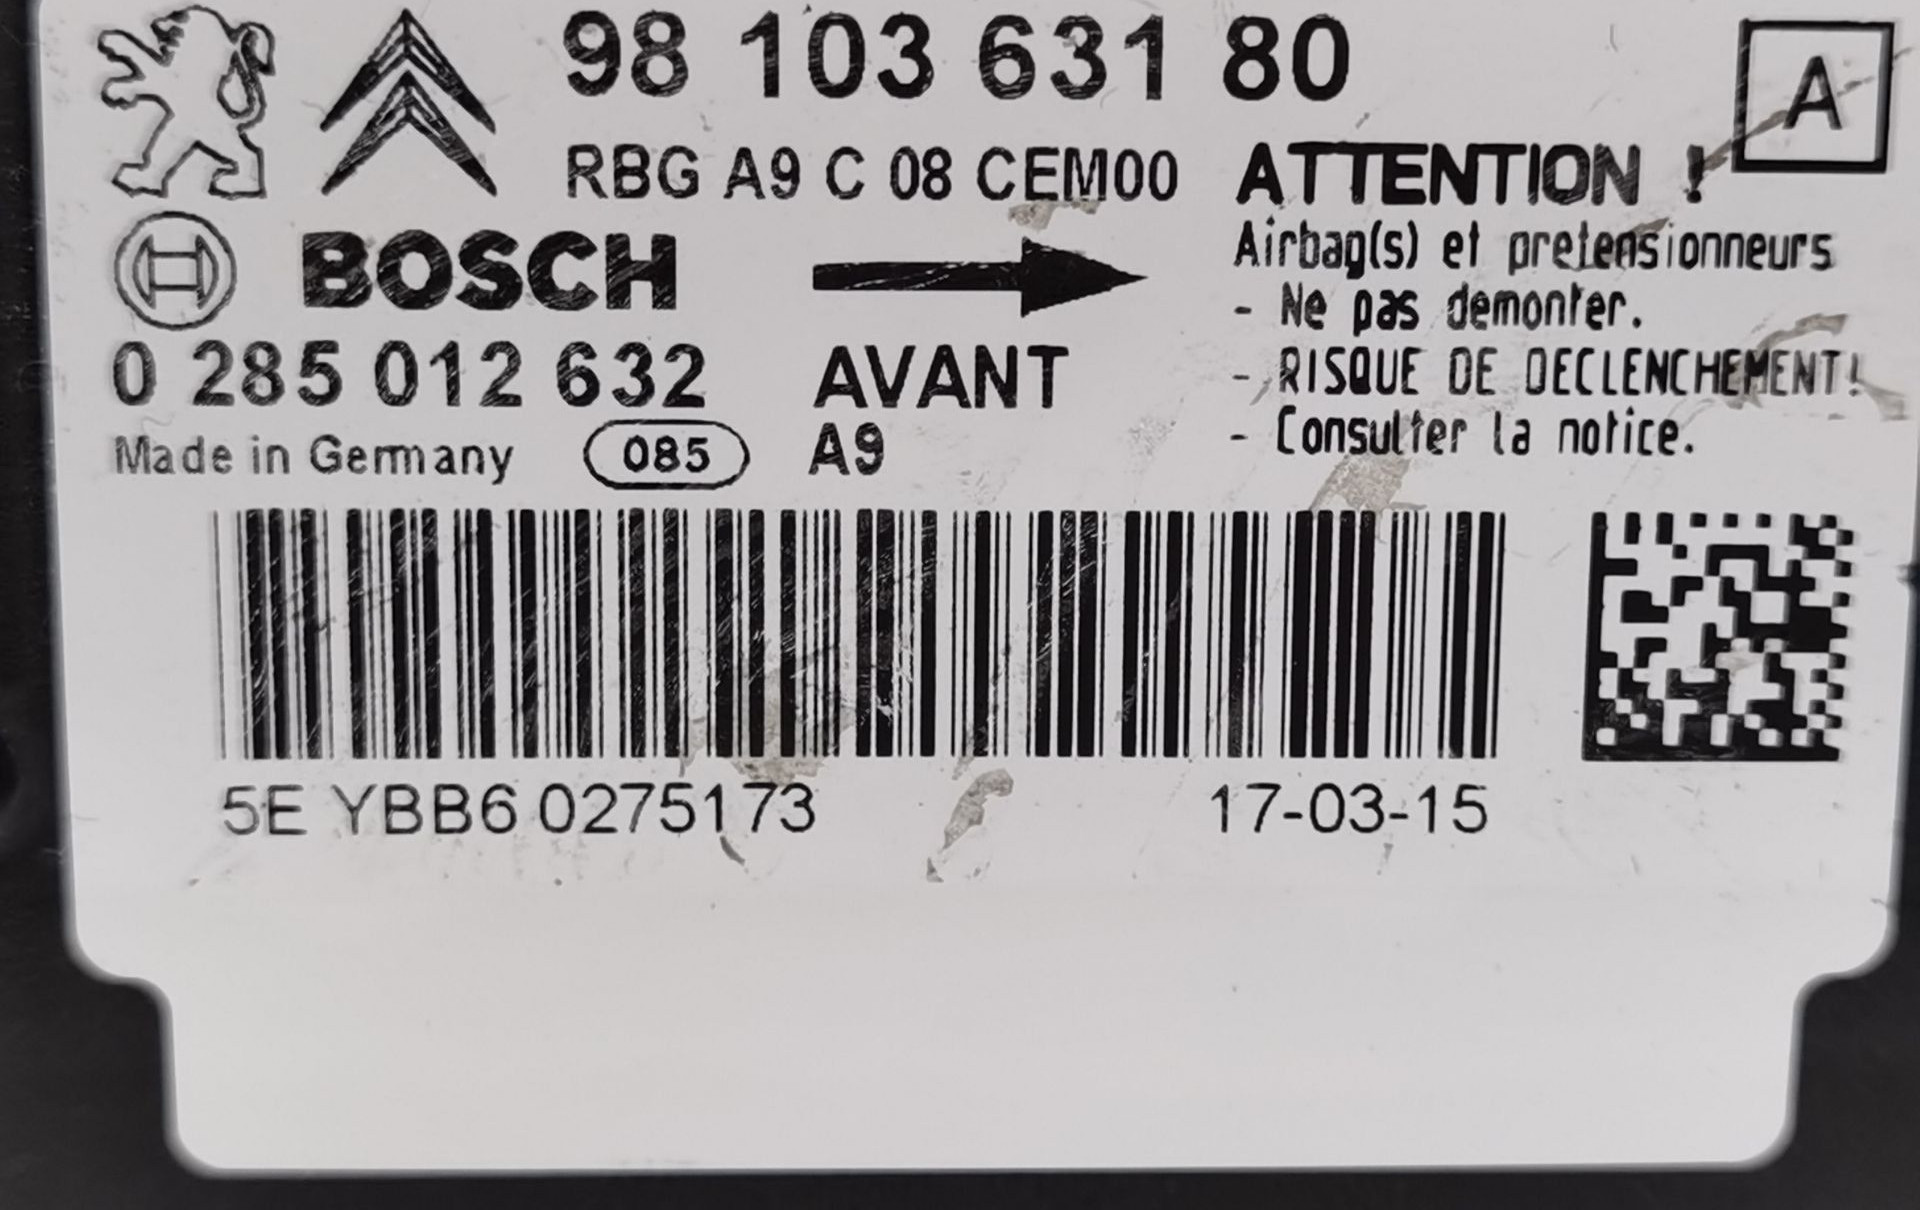 98 103 631 80
A
RBG A9 C 08 CEM00
BOSCH
0 285 012 632
Made in Germany
085
AVANT
A9
ATTENTION !
Airbag(s) et pretensionneurs
- Ne pas demonter.
- RISQUE DE DECLENCHEMENT!
- Consulter la notice.
5E YBB6 0275173
17-03-15